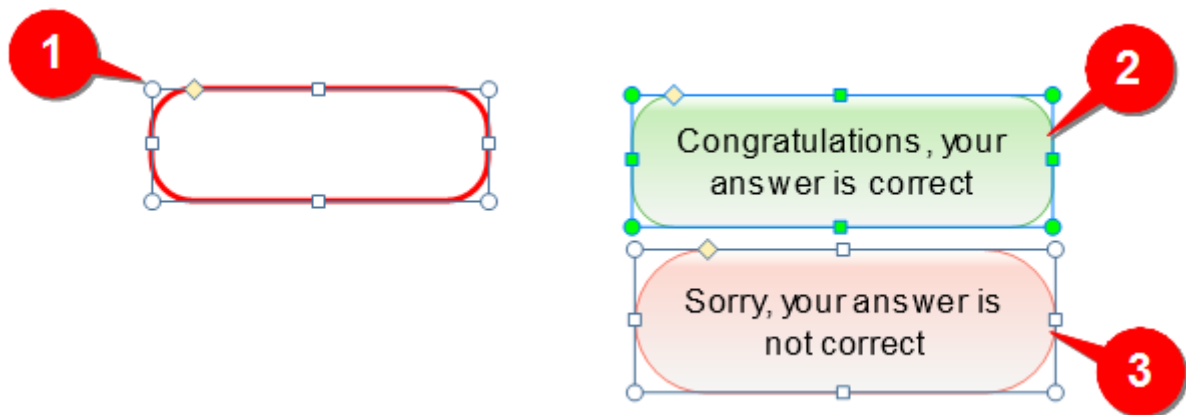 1
2
Congratulations, your
answer is correct
Sorry, your answer is
not correct
3